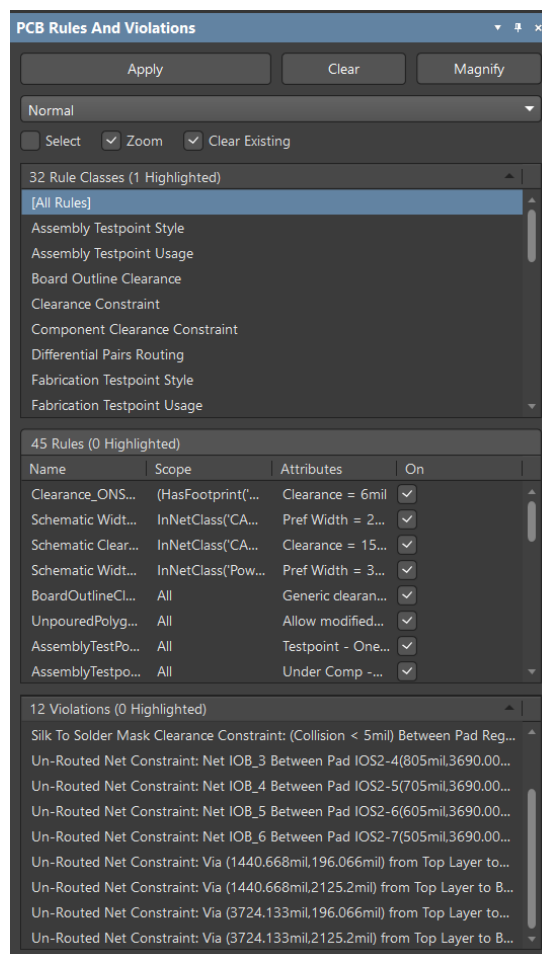 PCB Rules And Violations
Apply Clear Magnify
Normal
Select Zoom Clear Existing
32 Rule Classes (1 Highlighted)
[All Rules]
Assembly Testpoint Style
Assembly Testpoint Usage
Board Outline Clearance
Clearance Constraint
Component Clearance Constraint
Differential Pairs Routing
Fabrication Testpoint Style
Fabrication Testpoint Usage
45 Rules (0 Highlighted)
Name Scope Attributes On
Clearance_ONS... (HasFootprint('... Clearance = 6mil
Schematic Widt... InNetClass('CA... Pref Width = 2...
Schematic Clear... InNetClass('CA... Clearance = 15...
Schematic Widt... InNetClass('Pow... Pref Width = 3...
BoardOutlineCl... All Generic clearan...
UnpouredPolyg... All Allow modified...
AssemblyTestPo... All Testpoint - One...
AssemblyTestpo... All Under Comp -...
12 Violations (0 Highlighted)
Silk To Solder Mask Clearance Constraint: (Collision < 5mil) Between Pad Reg...
Un-Routed Net Constraint: Net IOB_3 Between Pad IOS2-4(805mil,3690.00...
Un-Routed Net Constraint: Net IOB_4 Between Pad IOS2-5(705mil,3690.00...
Un-Routed Net Constraint: Net IOB_5 Between Pad IOS2-6(605mil,3690.00...
Un-Routed Net Constraint: Net IOB_6 Between Pad IOS2-7(505mil,3690.00...
Un-Routed Net Constraint: Via (1440.668mil,196.066mil) from Top Layer to...
Un-Routed Net Constraint: Via (1440.668mil,2125.2mil) from Top Layer to B...
Un-Routed Net Constraint: Via (3724.133mil,196.066mil) from Top Layer to...
Un-Routed Net Constraint: Via (3724.133mil,2125.2mil) from Top Layer to B...